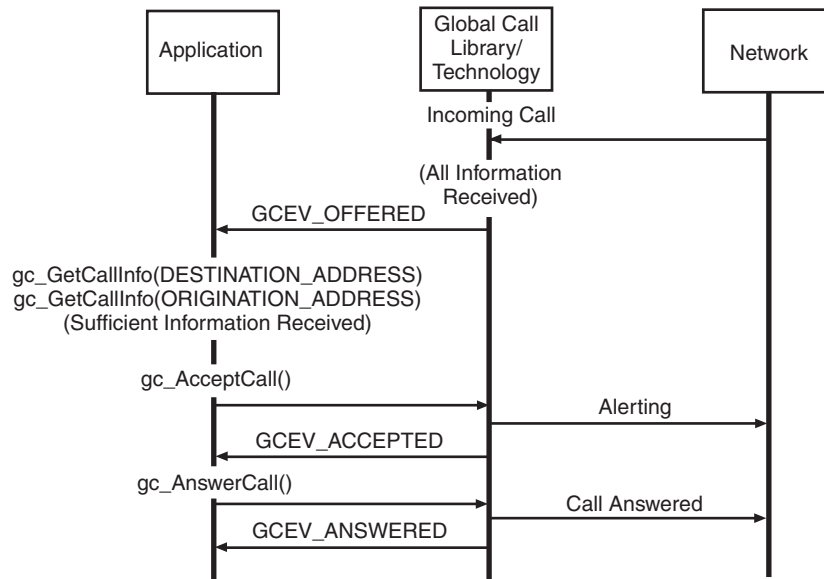 Application
Global Call
Library/
Technology
Network
Incoming Call
(All Information
Received)
GCEV_OFFERED
gc_GetCallInfo(DESTINATION_ADDRESS)
gc_GetCallInfo(ORIGINATION_ADDRESS)
(Sufficient Information Received)
gc_AcceptCall()
Alerting
GCEV_ACCEPTED
gc_AnswerCall()
Call Answered
GCEV_ANSWERED